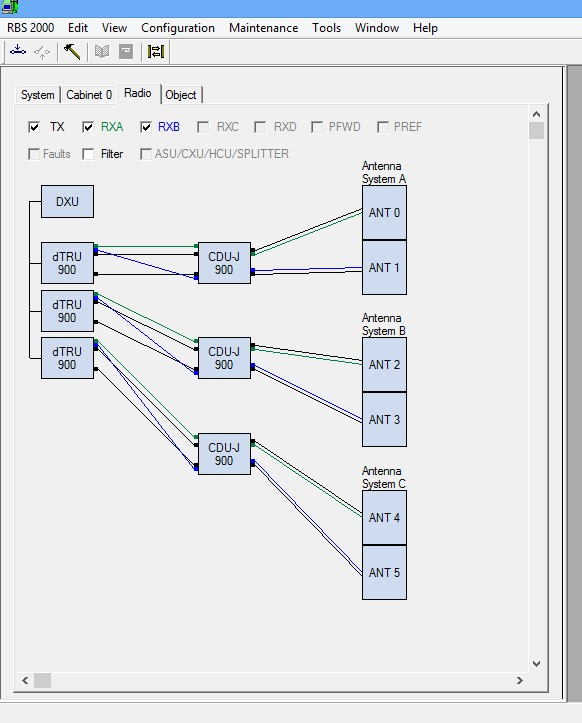 RBS 2000 Edit View Configuration Maintenance Tools Window Help
System Cabinet 0 Radio Object
TX RXA RXB RXC RXD PFWD PREF
Faults Filter ASU/CXU/HCU/SPLITTER
Antenna
System A
DXU
ANT 0
dTRU
900
CDU-J
900
ANT 1
dTRU
900
Antenna
System B
dTRU
900
CDU-J
900
ANT 2
ANT 3
CDU-J
900
Antenna
System C
ANT 4
ANT 5